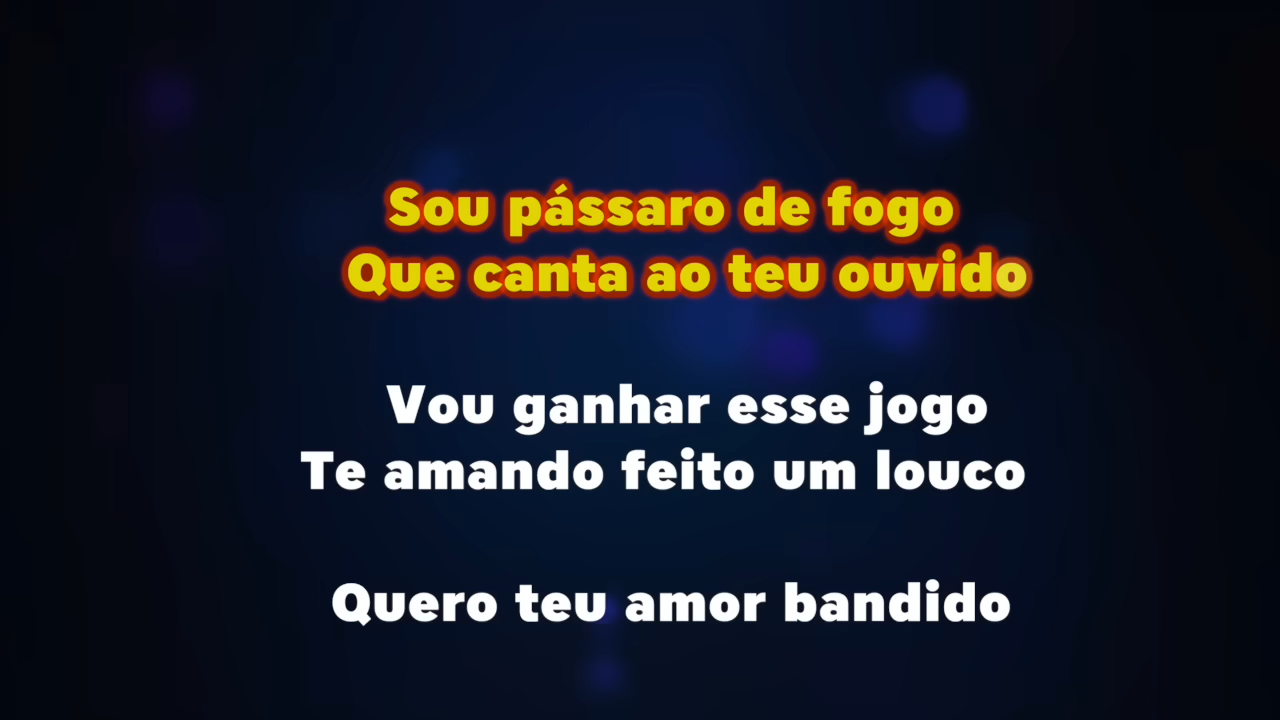 Sou pássaro de fogo
Que canta ao teu ouvido
Vou ganhar esse jogo
Te amando feito um louco
Quero teu amor bandido